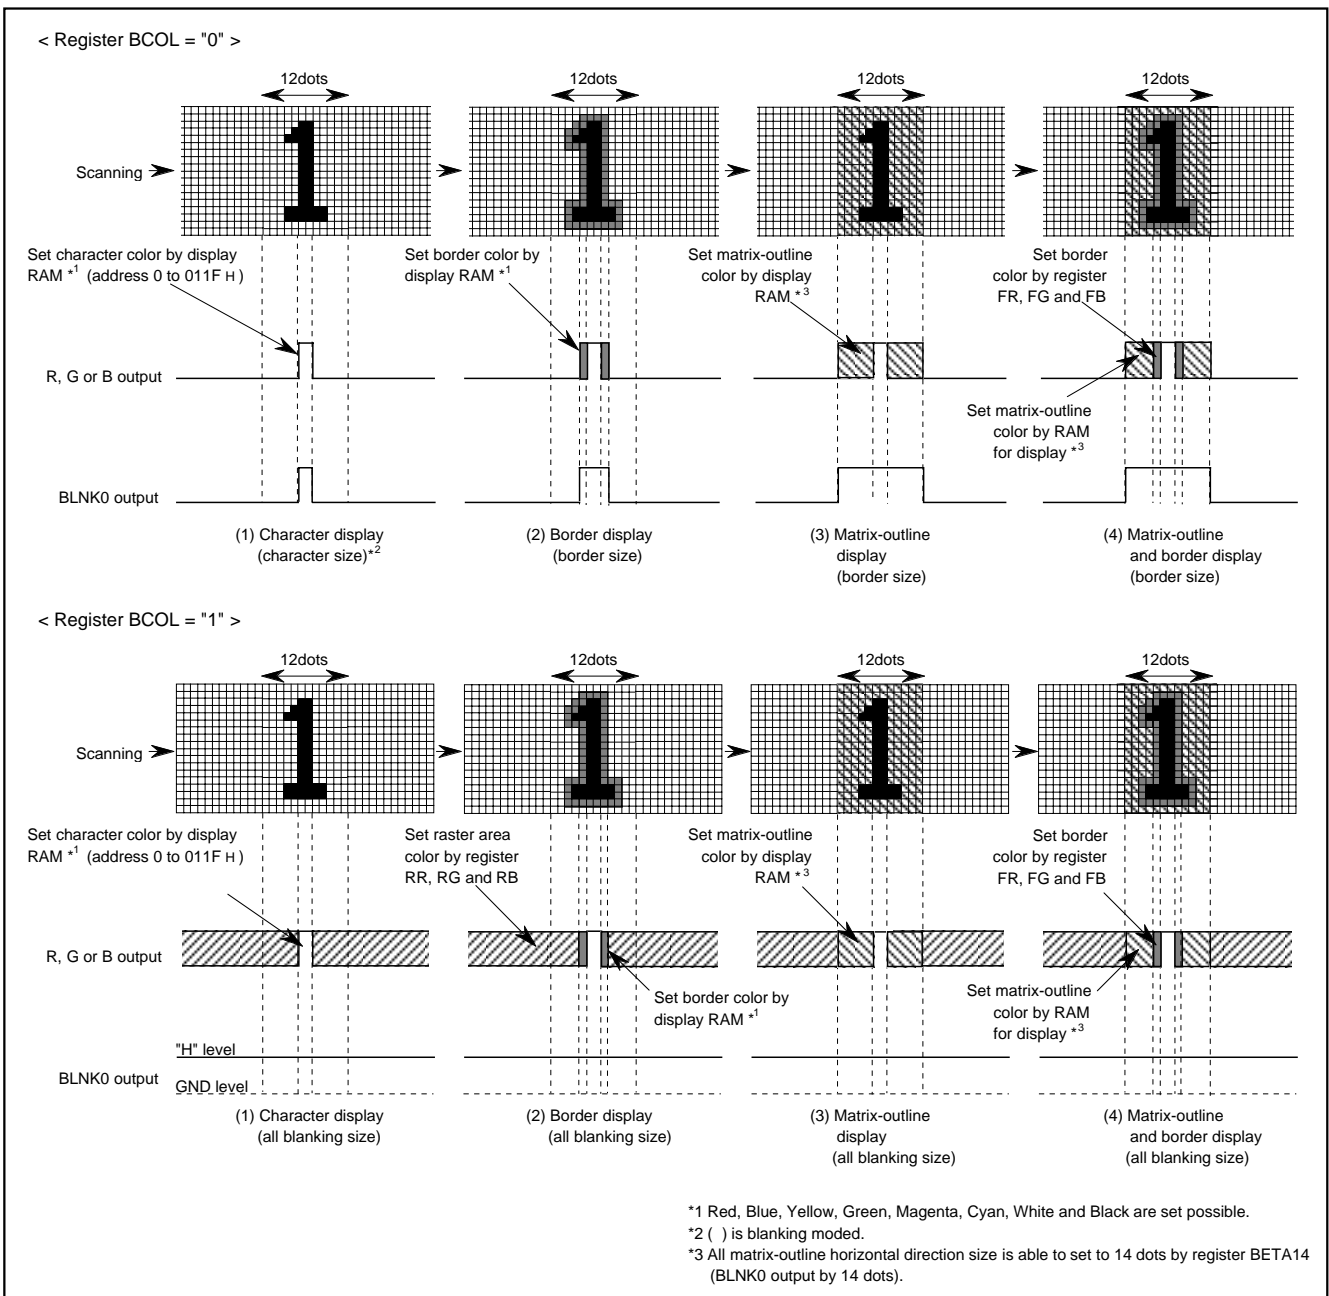 < Register BCOL = "0" >
12dots 12dots 12dots 12dots
Scanning
Set character color by display
RAM *1 (address 0 to 011F H)
Set border color by
display RAM *1
Set matrix-outline
color by display
RAM *3
Set border
color by register
FR, FG and FB
R, G or B output
Set matrix-outline
color by RAM
for display *3
BLNK0 output
(1) Character display
(character size)*2
(2) Border display
(border size)
(3) Matrix-outline
display
(border size)
(4) Matrix-outline
and border display
(border size)
< Register BCOL = "1" >
12dots 12dots 12dots 12dots
Scanning
Set character color by display
RAM *1 (address 0 to 011F H)
Set raster area
color by register
RR, RG and RB
Set matrix-outline
color by display
RAM *3
Set border
color by register
FR, FG and FB
R, G or B output
Set border color by
display RAM *1
Set matrix-outline
color by RAM
for display *3
"H" level
BLNK0 output
GND level
(1) Character display
(all blanking size)
(2) Border display
(all blanking size)
(3) Matrix-outline
display
(all blanking size)
(4) Matrix-outline
and border display
(all blanking size)
*1 Red, Blue, Yellow, Green, Magenta, Cyan, White and Black are set possible.
*2 ( ) is blanking moded.
*3 All matrix-outline horizontal direction size is able to set to 14 dots by register BETA14
(BLNK0 output by 14 dots).